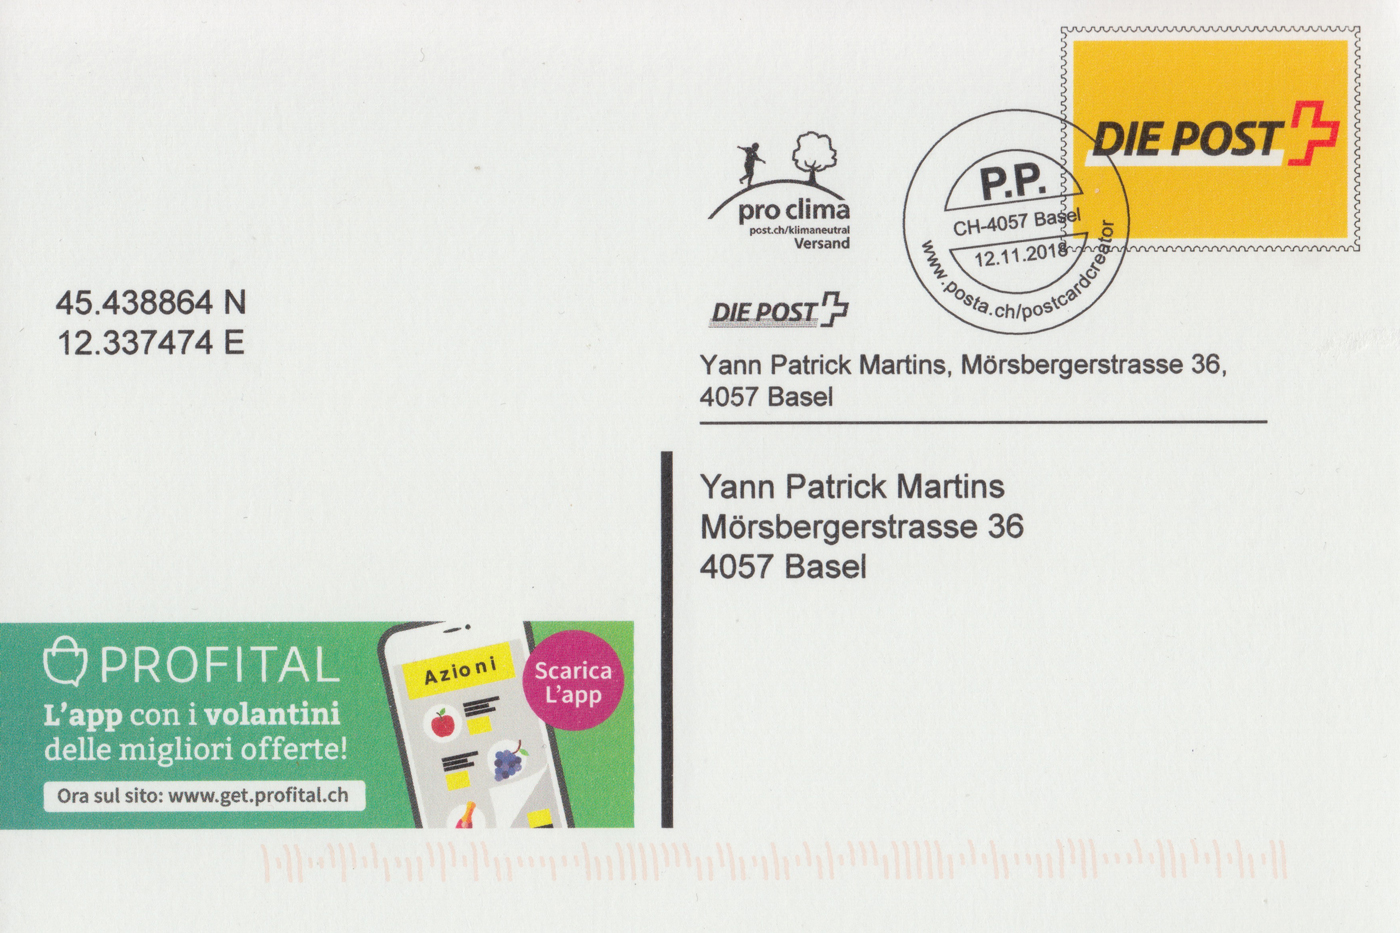 DIE POST
P.P.
CH-4057 Basel
12.11.2018
www.posta.ch/postcardcreator
pro clima
post.ch/klimaneutral
Versand
DIE POST
45.438864 N
12.337474 E
Yann Patrick Martins, Mörsbergerstrasse 36,
4057 Basel
Yann Patrick Martins
Mörsbergerstrasse 36
4057 Basel
PROFITAL
L'app con i volantini
delle migliori offerte!
Ora sul sito: www.get.profital.ch
Azioni
Scarica
L'app